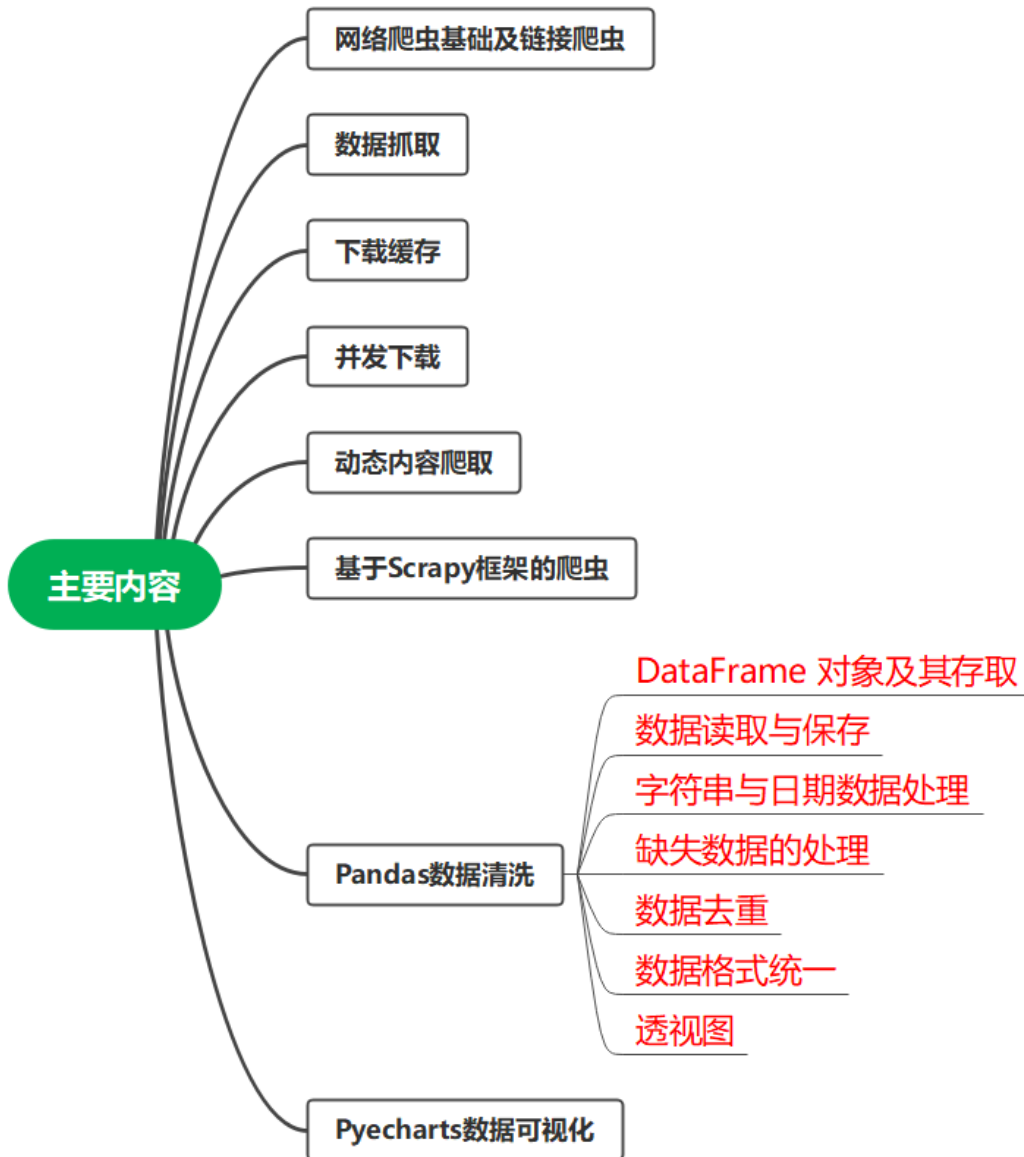 网络爬虫基础及链接爬虫
数据抓取
下载缓存
并发下载
动态内容爬取
主要内容
基于Scrapy框架的爬虫
DataFrame 对象及其存取
数据读取与保存
字符串与日期数据处理
缺失数据的处理
Pandas数据清洗
数据去重
数据格式统一
透视图
Pyecharts数据可视化